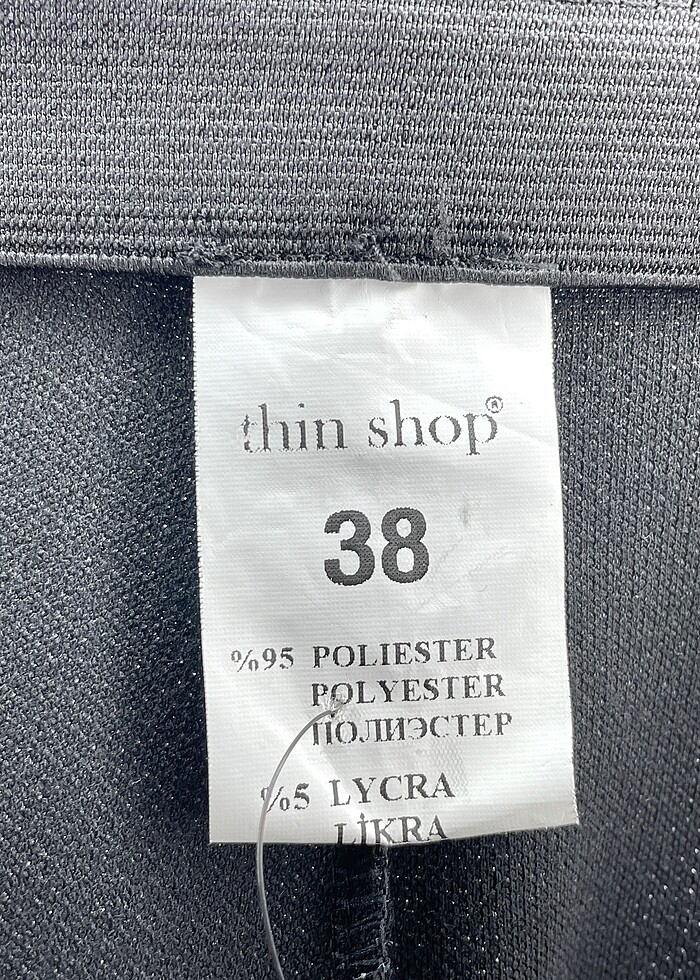 thin shop®
38
%95 POLIESTER
POLYESTER
ПОЛИЭСТЕР
%5 LYCRA
LİKRA